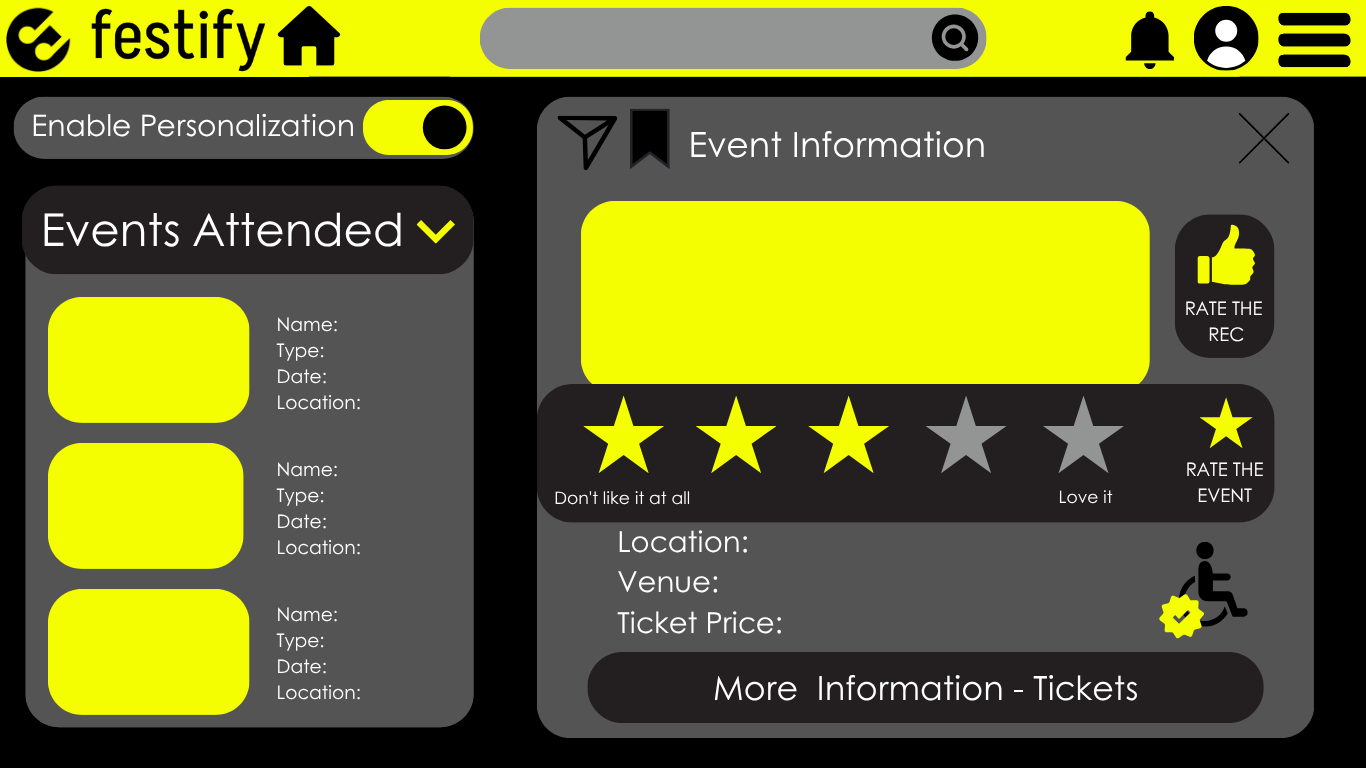 festify
Enable Personalization
Events Attended
Name:
Type:
Date:
Location:
Name:
Type:
Date:
Location:
Name:
Type:
Date:
Location:
Event Information
RATE THE
REC
Don't like it at all
Love it
RATE THE
EVENT
Location:
Venue:
Ticket Price:
More Information - Tickets